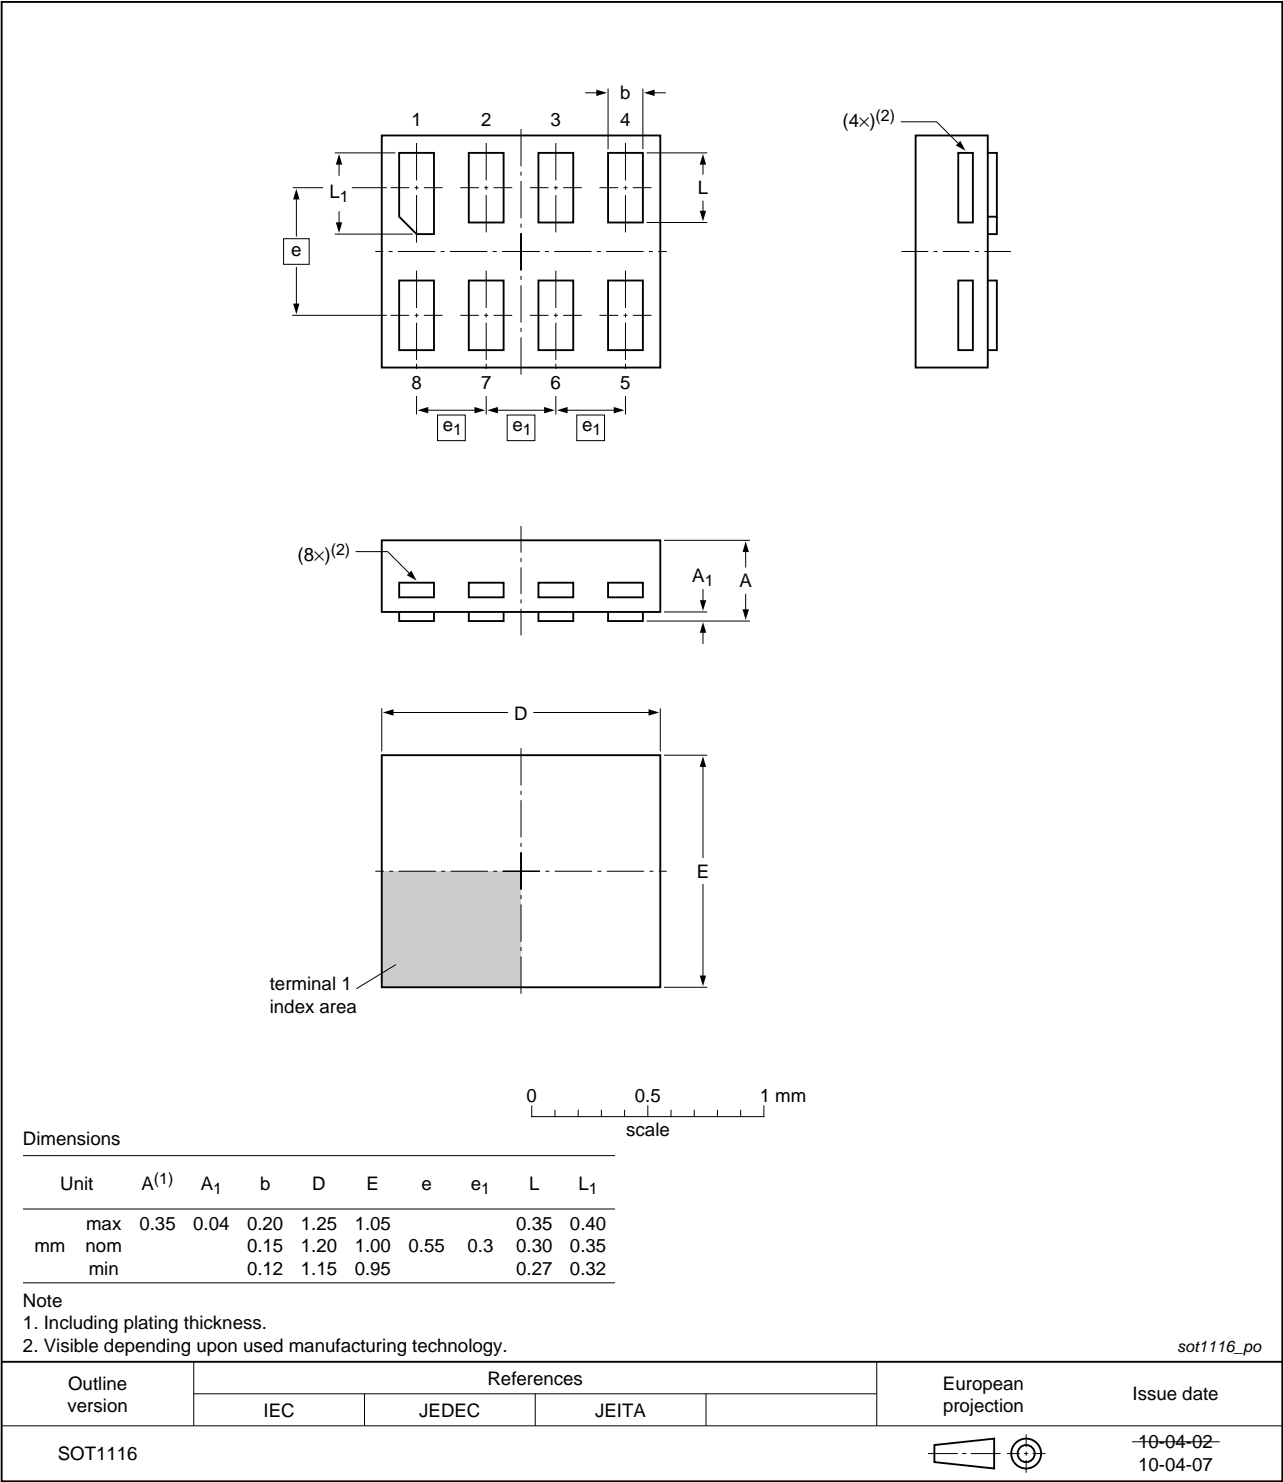 b
1 2 3 4
(4×)(2)
L1
L
e
8 7 6 5
e1 e1 e1
(8×)(2)
A1
A
D
E
terminal 1
index area
0 0.5 1 mm
scale
Dimensions
Unit A(1) A1 b D E e e1 L L1
max 0.35 0.04 0.20 1.25 1.05 0.35 0.40
mm nom 0.15 1.20 1.00 0.55 0.3 0.30 0.35
min 0.12 1.15 0.95 0.27 0.32
Note
1. Including plating thickness.
2. Visible depending upon used manufacturing technology.
sot1116_po
Outline
version
References
IEC JEDEC JEITA
European
projection
Issue date
SOT1116
10-04-02
10-04-07